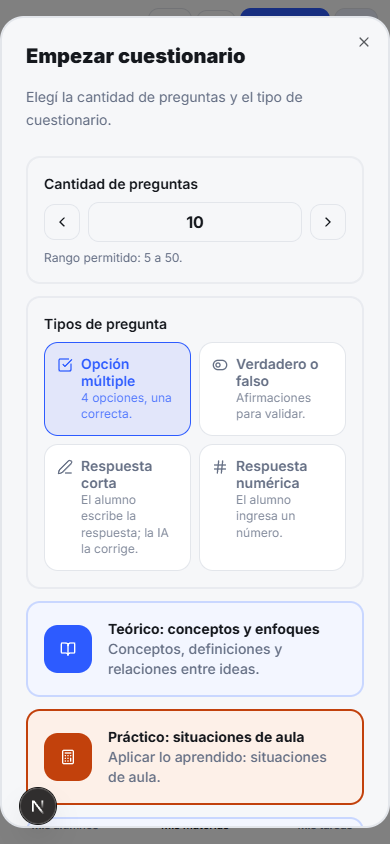 Empezar cuestionario
Elegí la cantidad de preguntas y el tipo de
cuestionario.
Cantidad de preguntas
10
Rango permitido: 5 a 50.
Tipos de pregunta
Opción
múltiple
4 opciones, una
correcta.
Verdadero o
falso
Afirmaciones
para validar.
Respuesta
corta
El alumno
escribe la
respuesta; la IA
la corrige.
Respuesta
numérica
El alumno
ingresa un
número.
Teórico: conceptos y enfoques
Conceptos, definiciones y
relaciones entre ideas.
Práctico: situaciones de aula
Aplicar lo aprendido: situaciones
de aula.
N